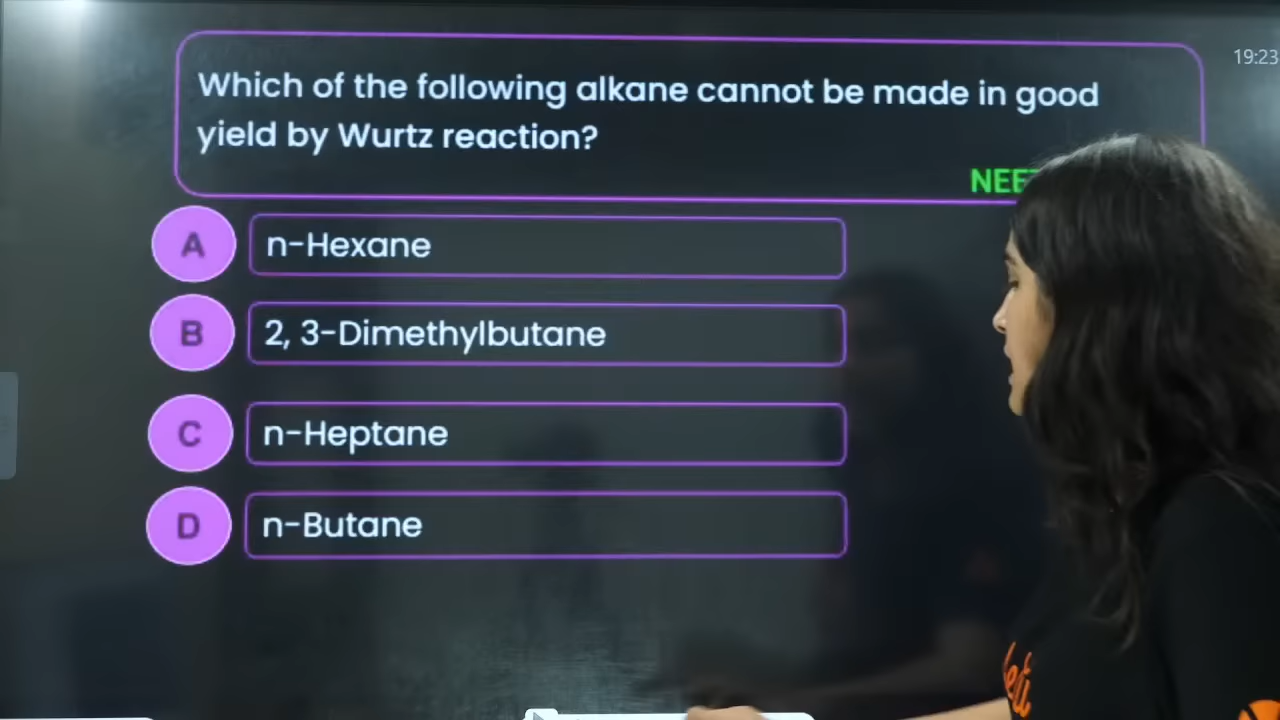 19:23
Which of the following alkane cannot be made in good
yield by Wurtz reaction?
A
n-Hexane
B
2, 3-Dimethylbutane
C
n-Heptane
D
n-Butane